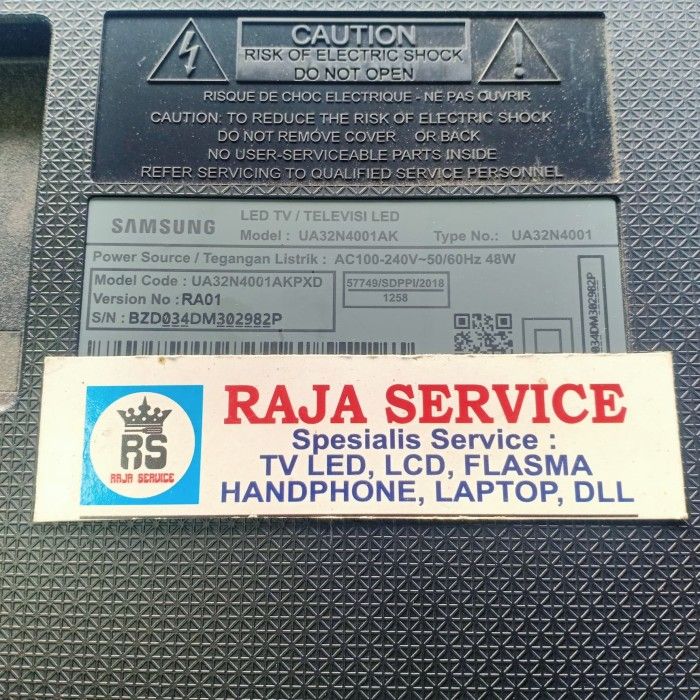 CAUTION
RISK OF ELECTRIC SHOCK
DO NOT OPEN
RISQUE DE CHOC ELECTRIQUE - NE PAS OUVRIR
CAUTION: TO REDUCE THE RISK OF ELECTRIC SHOCK
DO NOT REMOVE COVER OR BACK
NO USER-SERVICEABLE PARTS INSIDE
REFER SERVICING TO QUALIFIED SERVICE PERSONNEL
SAMSUNG
LED TV / TELEVISI LED
Model : UA32N4001AK Type No.: UA32N4001
Power Source / Tegangan Listrik : AC100-240V~50/60Hz 48W
Model Code : UA32N4001AKPXD
Version No : RA01
S/N : BZD034DM302982P
57749/SDPPI/2018
1258
034DM302982P
RS
RAJA SERVICE
RAJA SERVICE
Spesialis Service :
TV LED, LCD, FLASMA
HANDPHONE, LAPTOP, DLL